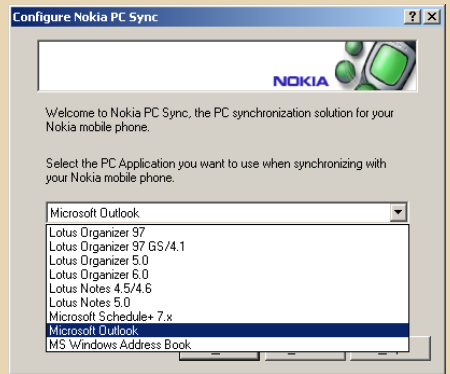 Configure Nokia PC Sync
NOKIA
Welcome to Nokia PC Sync, the PC synchronization solution for your
Nokia mobile phone.
Select the PC Application you want to use when synchronizing with
your Nokia mobile phone.
Microsoft Outlook
Lotus Organizer 97
Lotus Organizer 97 GS/4.1
Lotus Organizer 5.0
Lotus Organizer 6.0
Lotus Notes 4.5/4.6
Lotus Notes 5.0
Microsoft Schedule+ 7.x
Microsoft Outlook
MS Windows Address Book